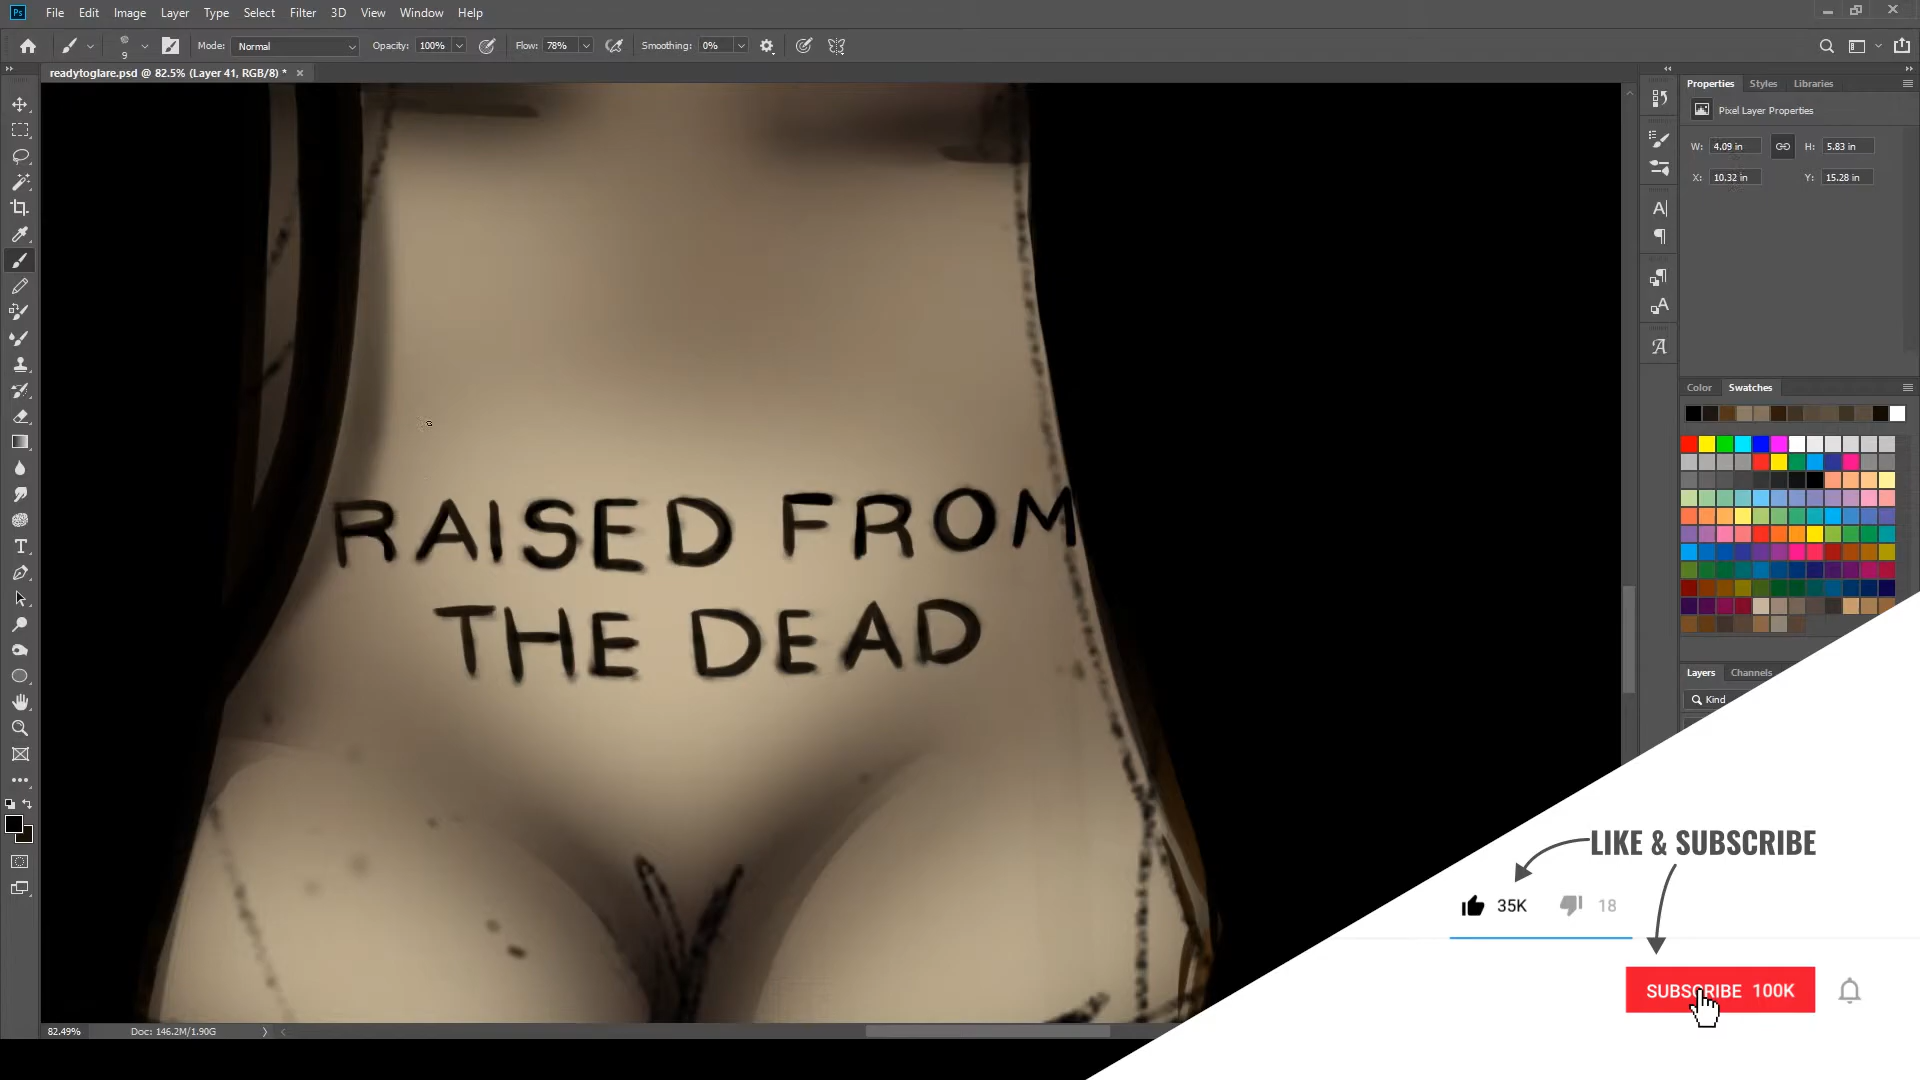 Ps File Edit Image Layer Type Select Filter 3D View Window Help
9 Mode: Normal Opacity: 100% Flow: 78% Smoothing: 0%
readytoglare.psd @ 82.5% (Layer 41, RGB/8) *
Properties Styles Libraries
Pixel Layer Properties
W: 4.09 in H: 5.83 in
X: 10.32 in Y: 15.28 in
Color Swatches
RAISED FROM
THE DEAD
Layers Channels
Kind
LIKE & SUBSCRIBE
35K 18
SUBSCRIBE 100K
82.49% Doc: 146.2M/1.90G